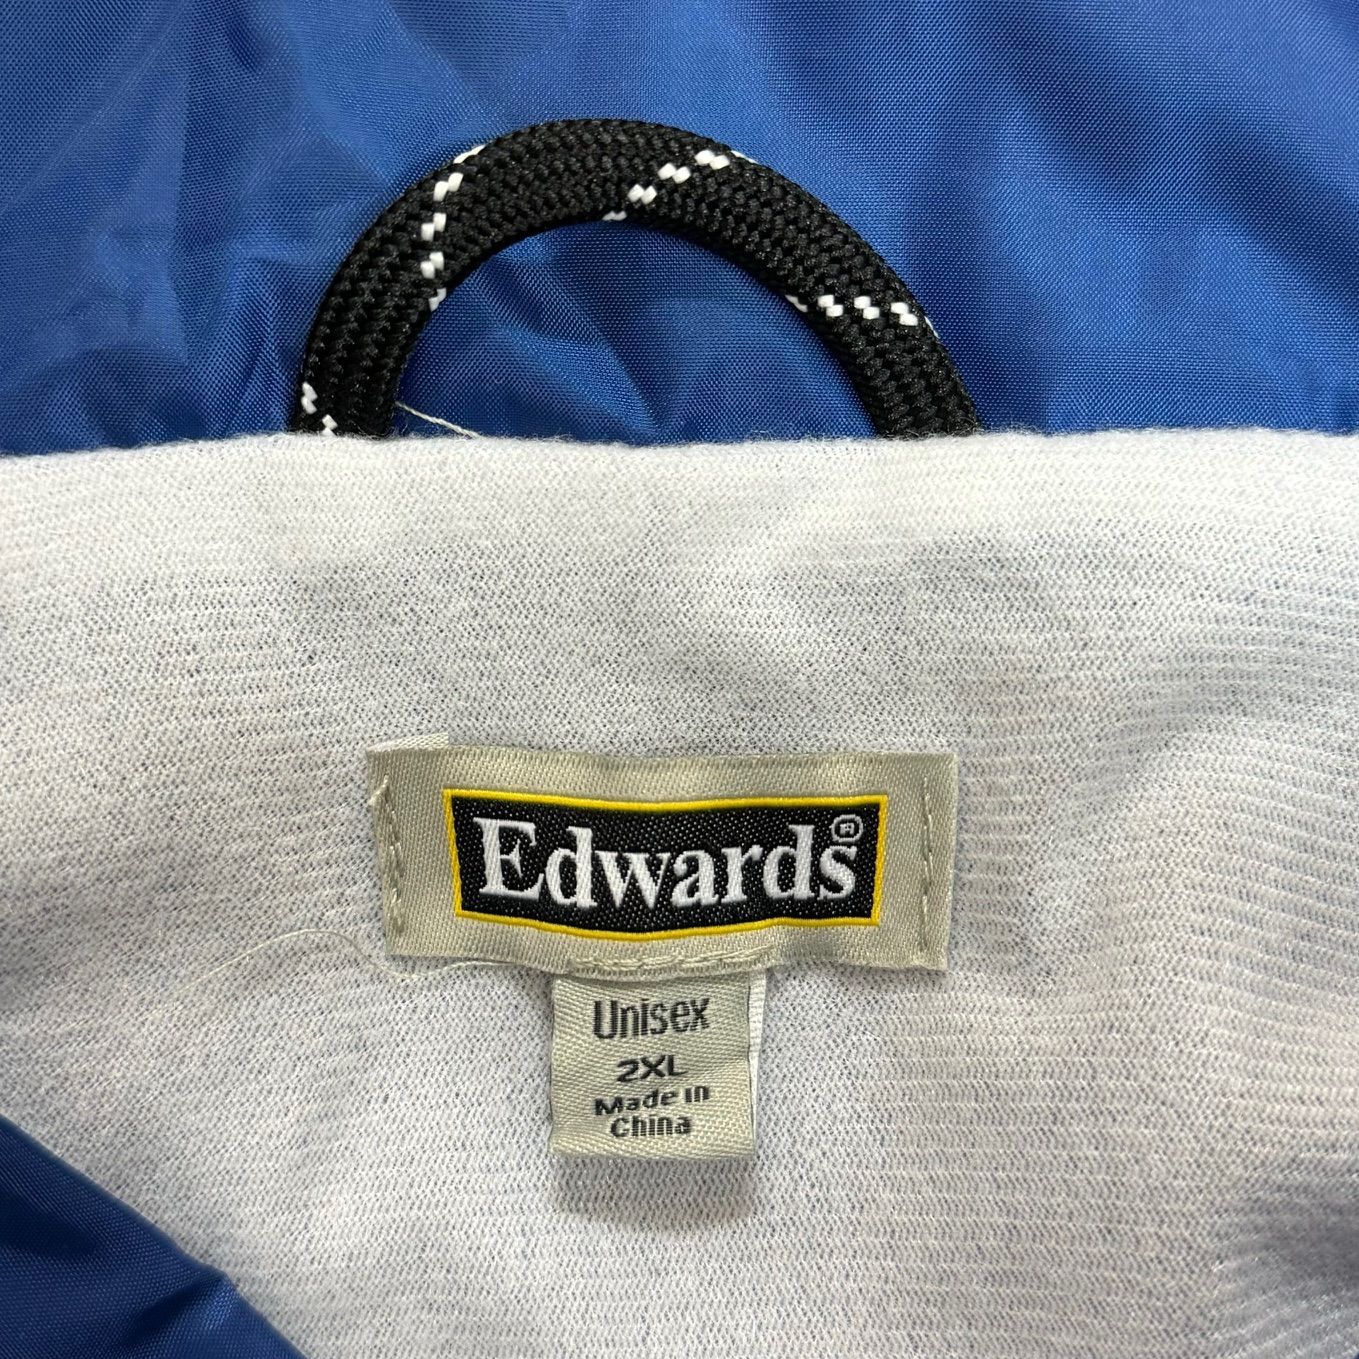 Edwards®
Unisex
2XL
Made in
China